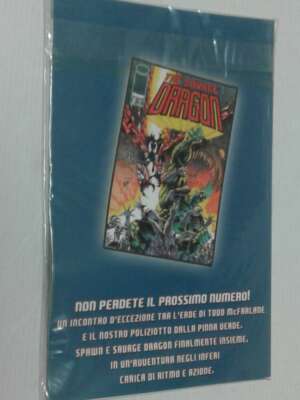 THE SAVAGE
DRAGON
NON PERDETE IL PROSSIMO NUMERO!
UN INCONTRO D'ECCEZIONE TRA L'EROE DI TODD McFARLANE
E IL NOSTRO POLIZIOTTO DALLA PINNA VERDE.
SPAWN E SAVAGE DRAGON FINALMENTE INSIEME,
IN UN'AVVENTURA NEGLI INFERI
CARICA DI RITMO E AZIONE.